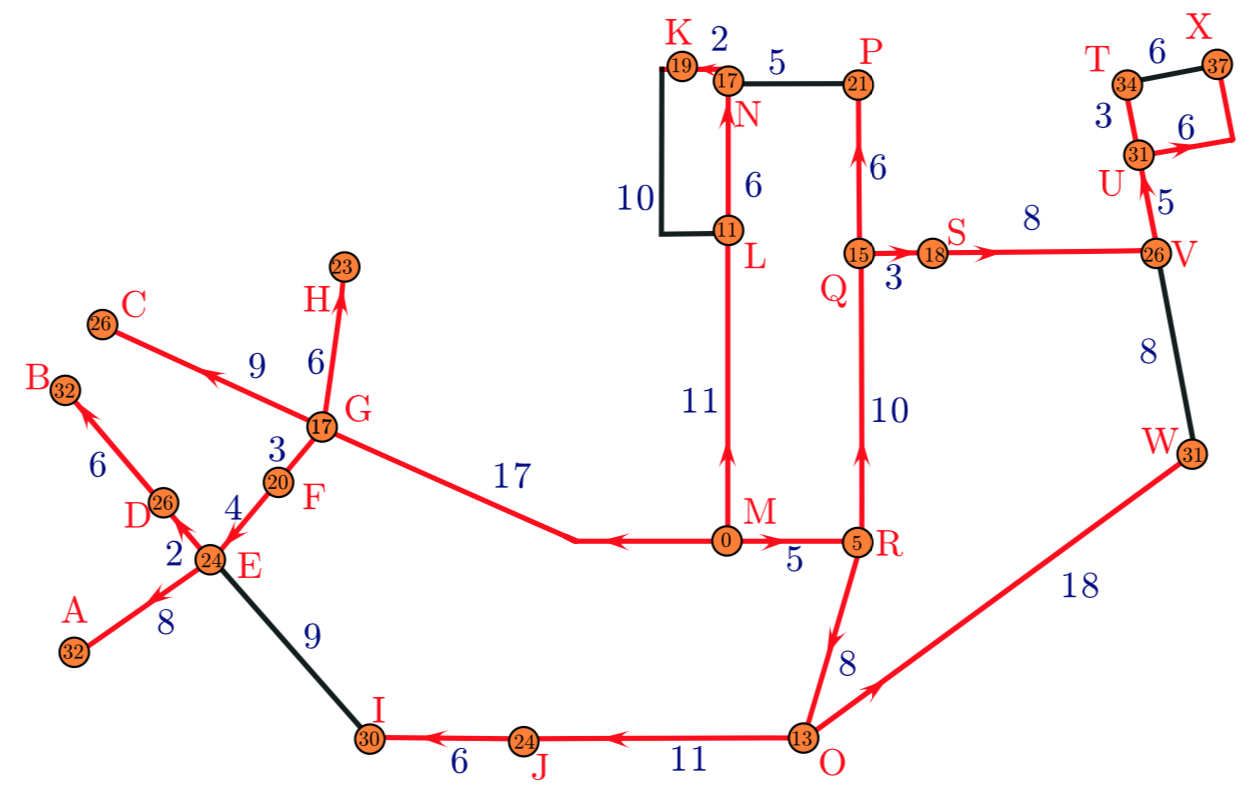 K 2 P X
19 17 5 21 T 6 37
N 34
3 6
31
10 6 6 U
11 5
L 15 S 8 26 V
Q 3 18
H 23
C 26
B 32 9 6 8
11 10
G 17
3 17 W 31
6 20 F
D 26 4
2 24 E M R
0 5 5
A 18
32 8 9 8
I J O
30 6 24 11 13